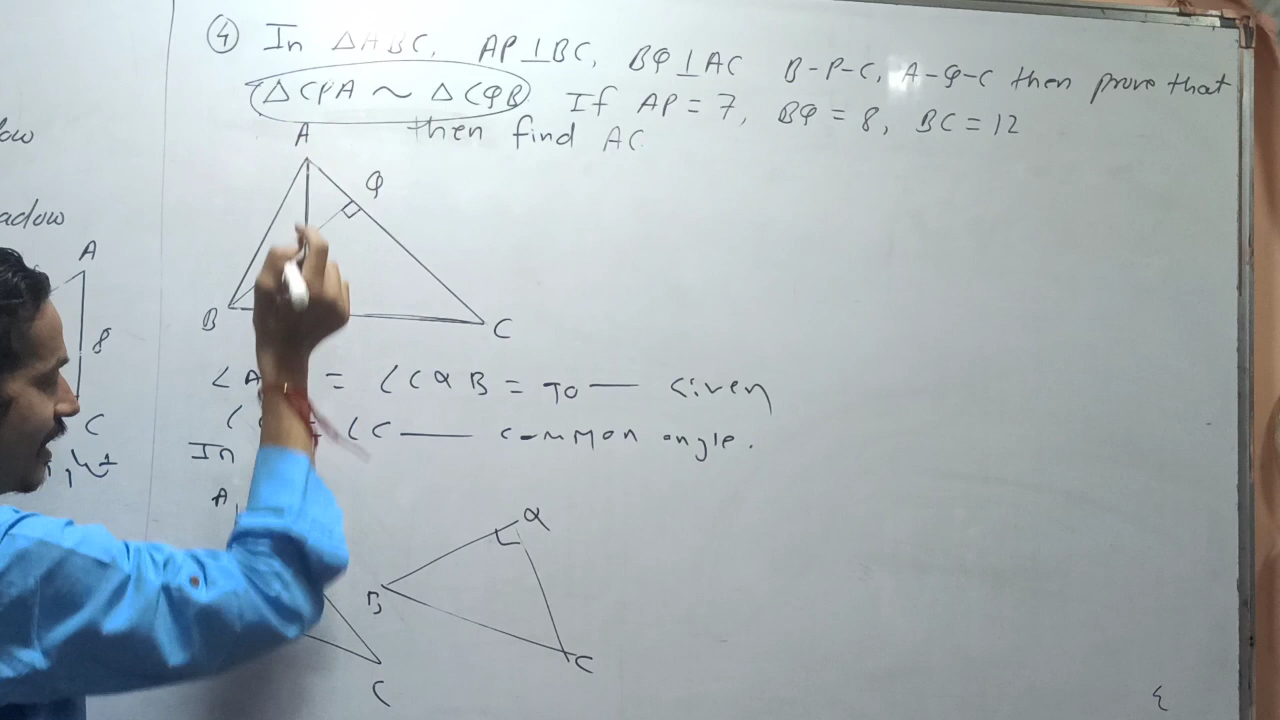 ④ In △ABC, AP⊥BC, BQ⊥AC B-P-C, A-Q-C then prove that
△CPA ~ △CQB If AP = 7, BQ = 8, BC = 12
then find AC
adow
A
Q
B
C
A
8
C
∠A = ∠CQB = 90 — Given
∠C — common angle.
In
A
Q
B
C
C